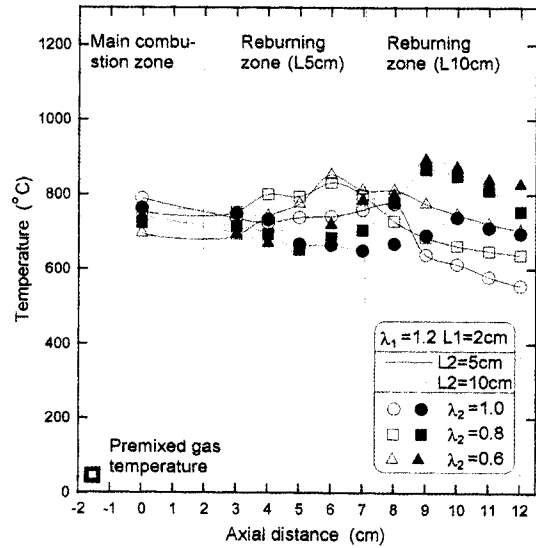 1200
1000
800
600
400
200
0
Temperature (°C)
Main combu-
stion zone
Reburning
zone (L5cm)
Reburning
zone (L10cm)
λ1=1.2 L1=2cm
L2=5cm
L2=10cm
λ2=1.0
λ2=0.8
λ2=0.6
Premixed gas
temperature
-2 -1 0 1 2 3 4 5 6 7 8 9 10 11 12
Axial distance (cm)